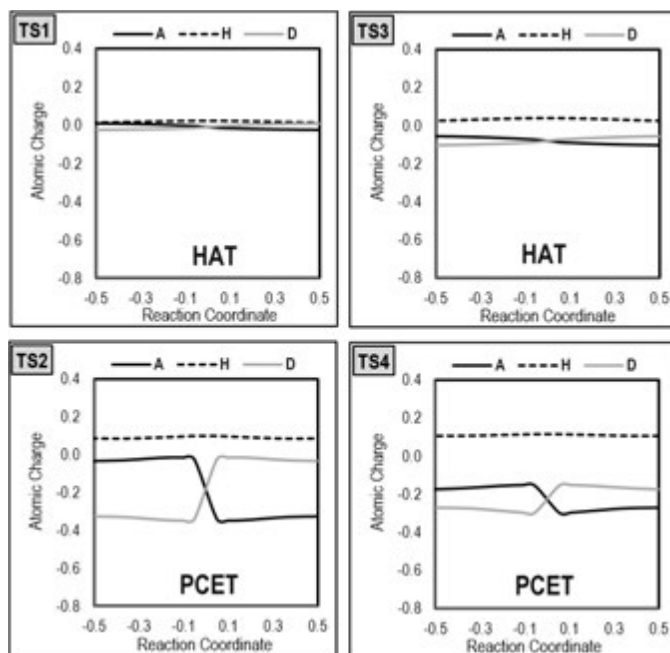 TS1
A H D
0.4
0.2
0.0
-0.2
-0.4
-0.6
-0.8
Atomic Charge
HAT
-0.5 -0.3 -0.1 0.1 0.3 0.5
Reaction Coordinate
TS3
A H D
0.4
0.2
0.0
-0.2
-0.4
-0.6
-0.8
Atomic Charge
HAT
-0.5 -0.3 -0.1 0.1 0.3 0.5
Reaction Coordinate
TS2
A H D
0.4
0.2
0.0
-0.2
-0.4
-0.6
-0.8
Atomic Charge
PCET
-0.5 -0.3 -0.1 0.1 0.3 0.5
Reaction Coordinate
TS4
A H D
0.4
0.2
0.0
-0.2
-0.4
-0.6
-0.8
Atomic Charge
PCET
-0.5 -0.3 -0.1 0.1 0.3 0.5
Reaction Coordinate